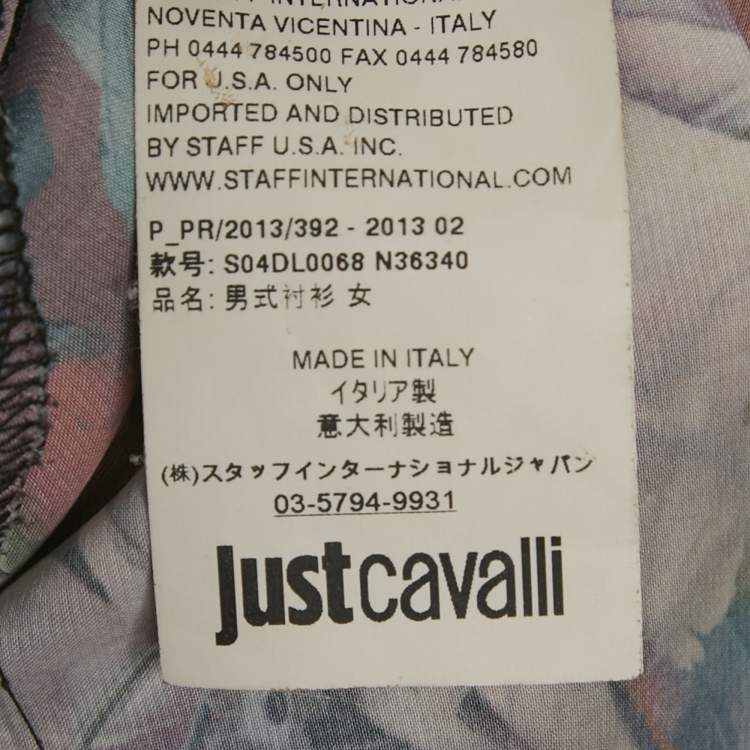 INTERNATIONAL
NOVENTA VICENTINA - ITALY
PH 0444 784500 FAX 0444 784580
FOR U.S.A. ONLY
IMPORTED AND DISTRIBUTED
BY STAFF U.S.A. INC.
WWW.STAFFINTERNATIONAL.COM
P_PR/2013/392 - 2013 02
款号: S04DL0068 N36340
品名: 男式衬衫 女
MADE IN ITALY
イタリア製
意大利製造
(株)スタッフインターナショナルジャパン
03-5794-9931
Justcavalli